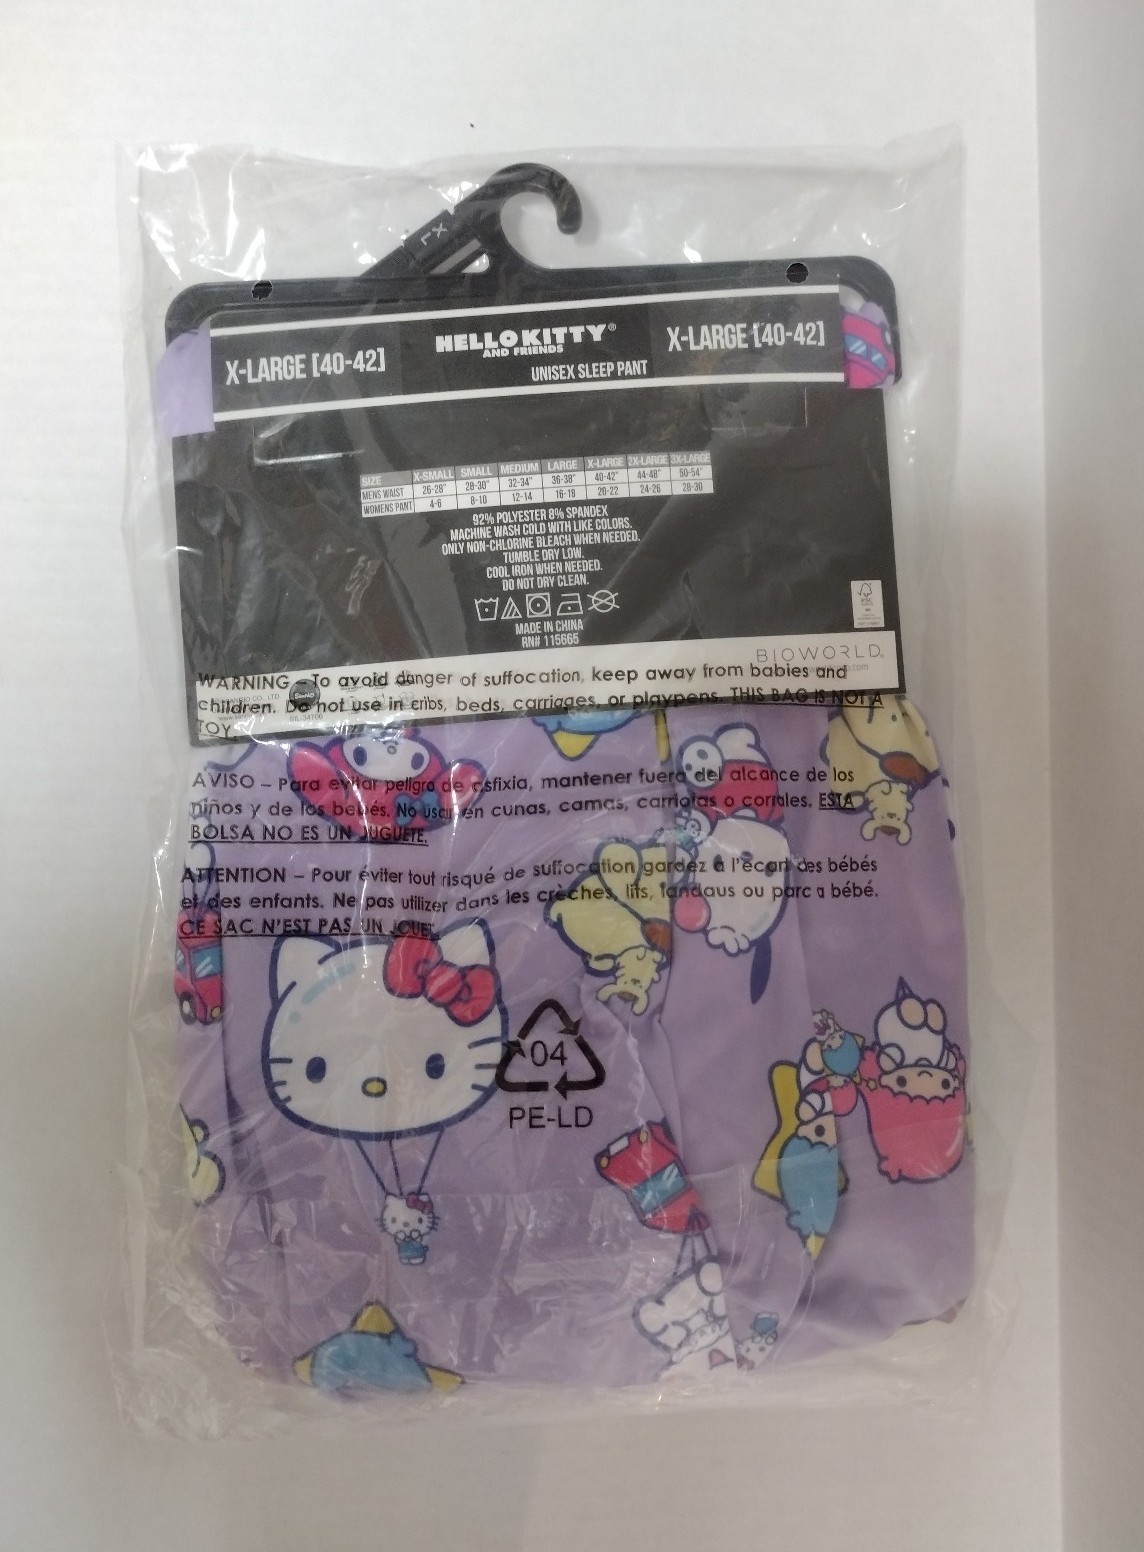 XL
HELLO KITTY®
AND FRIENDS
X-LARGE [40-42]
X-LARGE [40-42]
UNISEX SLEEP PANT
SIZE X-SMALL SMALL MEDIUM LARGE X-LARGE 2X-LARGE 3X-LARGE
MENS WAIST 26-28" 28-30" 32-34" 36-38" 40-42" 44-48" 50-54"
WOMENS PANT 4-6 8-10 12-14 16-18 20-22 24-26 28-30
92% POLYESTER 8% SPANDEX
MACHINE WASH COLD WITH LIKE COLORS.
ONLY NON-CHLORINE BLEACH WHEN NEEDED.
TUMBLE DRY LOW.
COOL IRON WHEN NEEDED.
DO NOT DRY CLEAN.
MADE IN CHINA
RN# 115665
FSC
BIOWORLD
WARNING – To avoid danger of suffocation, keep away from babies and
children. Do not use in cribs, beds, carriages, or playpens. THIS BAG IS NOT A
TOY.
AVISO – Para evitar peligro de asfixia, mantener fuera del alcance de los
niños y de los bebés. No usar en cunas, camas, carriolas o corrales. ESTA
BOLSA NO ES UN JUGUETE.
ATTENTION – Pour éviter tout risqué de suffocation gardez a l'écart des bébés
et des enfants. Ne pas utilizer dans les crèches, lits, landaus ou parc a bébé.
CE SAC N'EST PAS UN JOUET.
04
PE-LD